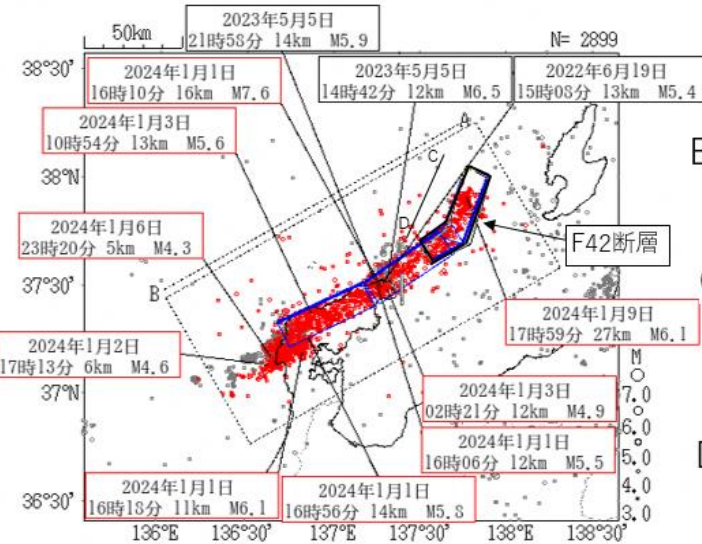 2023年5月5日
21時58分 14km M5.9
50km
N= 2899
38°30′
2024年1月1日
16時10分 16km M7.6
2023年5月5日
14時42分 12km M6.5
2022年6月19日
15時08分 13km M5.4
2024年1月3日
10時54分 13km M5.6
A
C
38°N
D
2024年1月6日
23時20分 5km M4.3
F42断層
37°30′
B
2024年1月9日
17時59分 27km M6.1
2024年1月2日
17時13分 6km M4.6
M
37°N
7.0
6.0
5.0
4.0
3.0
2024年1月3日
02時21分 12km M4.9
2024年1月1日
16時06分 12km M5.5
2024年1月1日
16時18分 11km M6.1
2024年1月1日
16時56分 14km M5.8
36°30′
136°E
136°30′
137°E
137°30′
138°E
138°30′